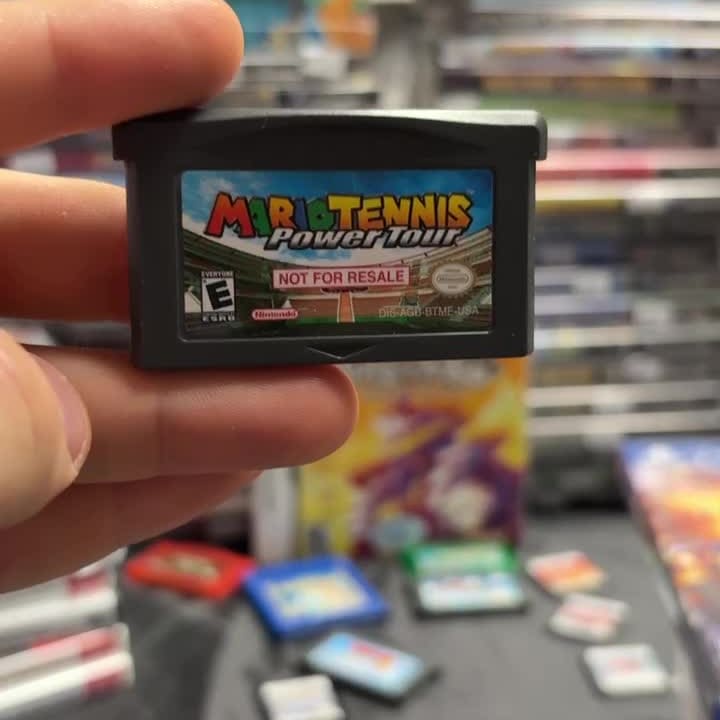 MARIO TENNIS
Power Tour
NOT FOR RESALE
EVERYONE
E
ESRB
Nintendo
DIS-AGB-BTME-USA